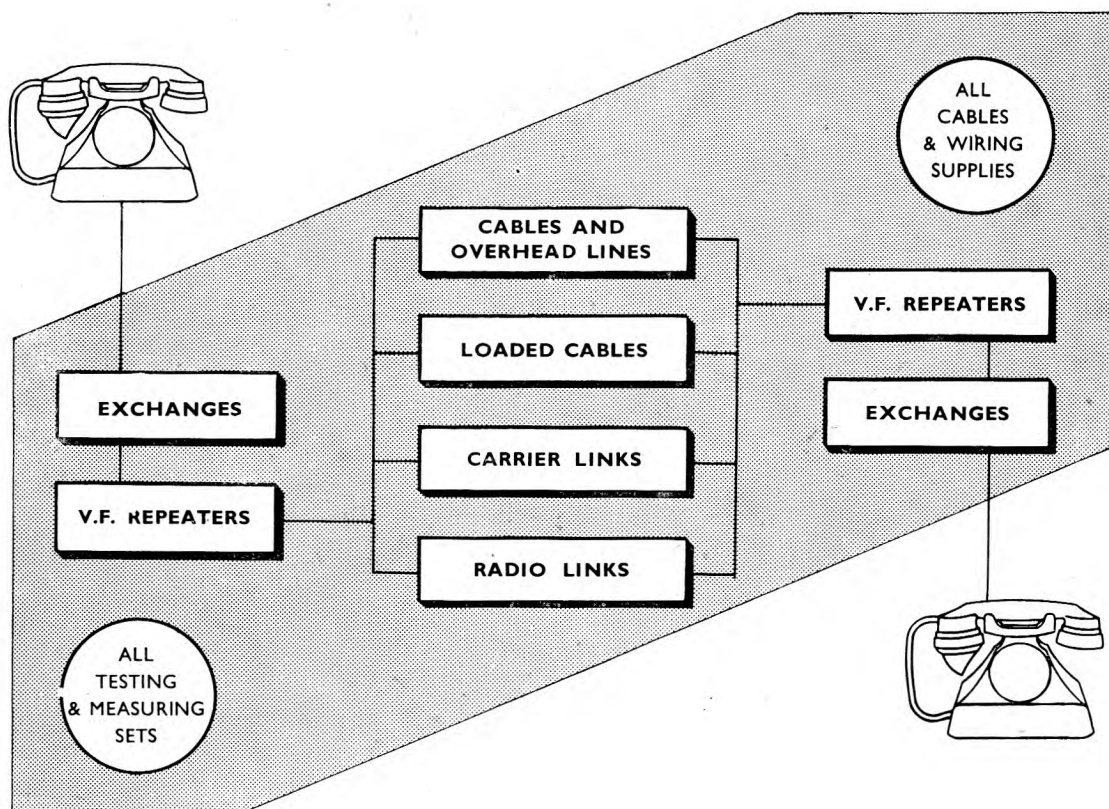 ALL
CABLES
& WIRING
SUPPLIES
CABLES AND
OVERHEAD LINES
V.F. REPEATERS
LOADED CABLES
EXCHANGES
EXCHANGES
CARRIER LINKS
V.F. REPEATERS
RADIO LINKS
ALL
TESTING
& MEASURING
SETS